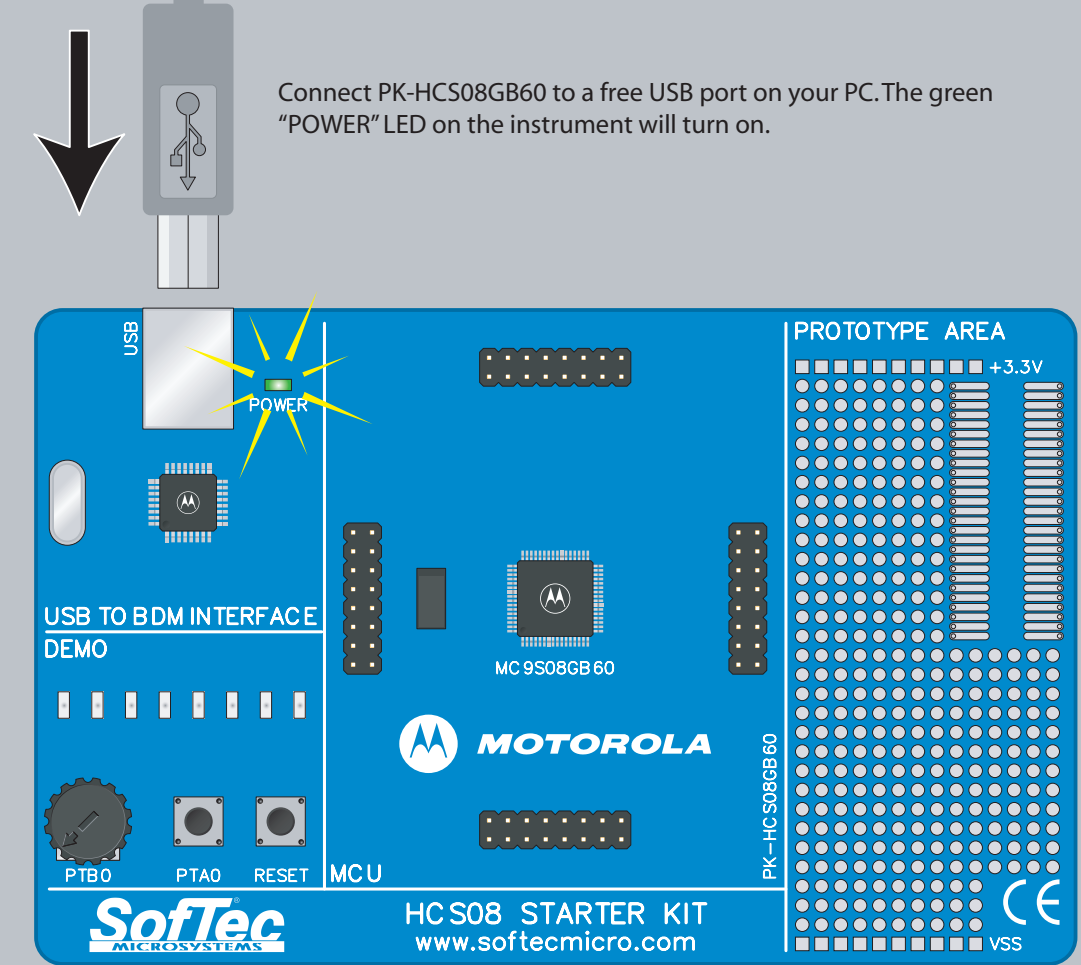 Connect PK-HCS08GB60 to a free USB port on your PC. The green
“POWER” LED on the instrument will turn on.
USB
POWER
PROTOTYPE AREA
+3.3V
USB TO BDM INTERFACE
DEMO
MC9S08GB60
MOTOROLA
PK-HCS08GB60
PTB0
PTA0
RESET
MCU
SofTec
MICROSYSTEMS
HCS08 STARTER KIT
www.softecmicro.com
CE
VSS